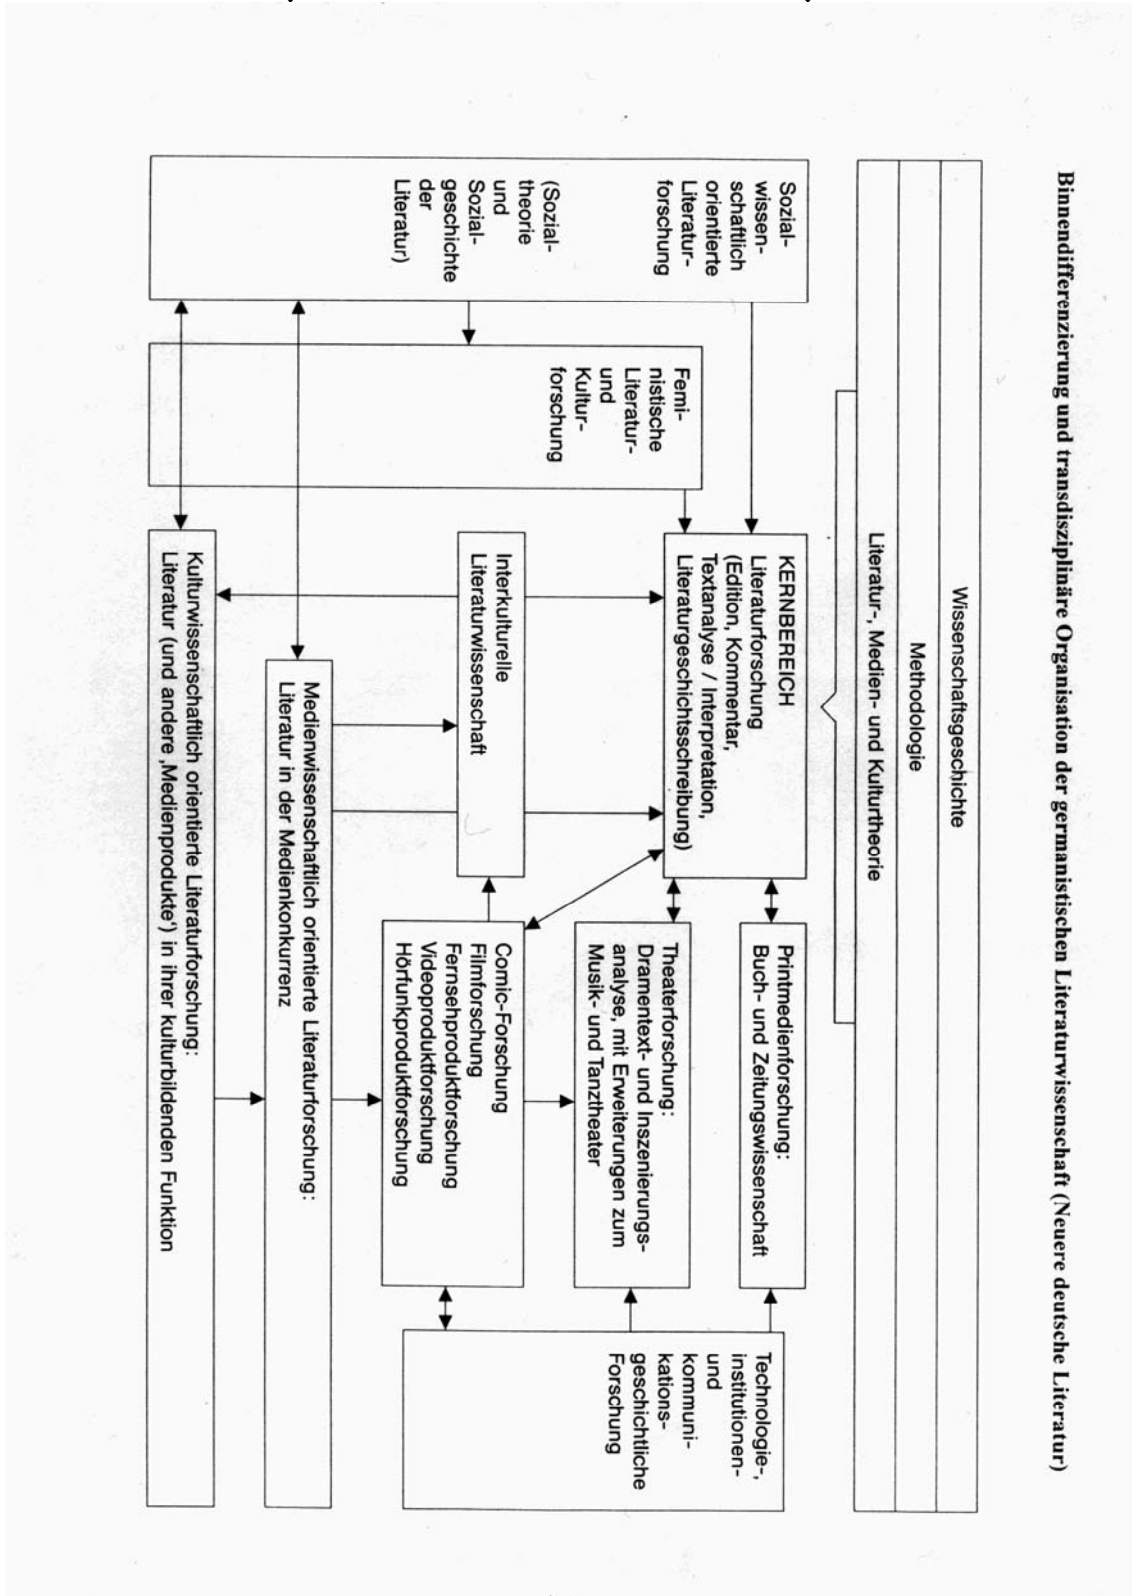 Binnendifferenzierung und transdisziplinäre Organisation der germanistischen Literaturwissenschaft (Neuere deutsche Literatur)
Wissenschaftsgeschichte
Methodologie
Literatur-, Medien- und Kulturtheorie
Sozial-
wissen-
schaftlich
orientierte
Literatur-
forschung
(Sozial-
theorie
und
Sozial-
geschichte
der
Literatur)
Femi-
nistische
Literatur-
und
Kultur-
forschung
KERNBEREICH
Literaturforschung
(Edition, Kommentar,
Textanalyse / Interpretation,
Literaturgeschichtsschreibung)
Printmedienforschung:
Buch- und Zeitungswissenschaft
Theaterforschung:
Dramentext- und Inszenierungs-
analyse, mit Erweiterungen zum
Musik- und Tanztheater
Technologie-,
institutionen-
und
kommuni-
kations-
geschichtliche
Forschung
Interkulturelle
Literaturwissenschaft
Comic-Forschung
Filmforschung
Fernsehproduktforschung
Videoproduktforschung
Hörfunkproduktforschung
Medienwissenschaftlich orientierte Literaturforschung:
Literatur in der Medienkonkurrenz
Kulturwissenschaftlich orientierte Literaturforschung:
Literatur (und andere ‚Medienprodukte‘) in ihrer kulturbildenden Funktion